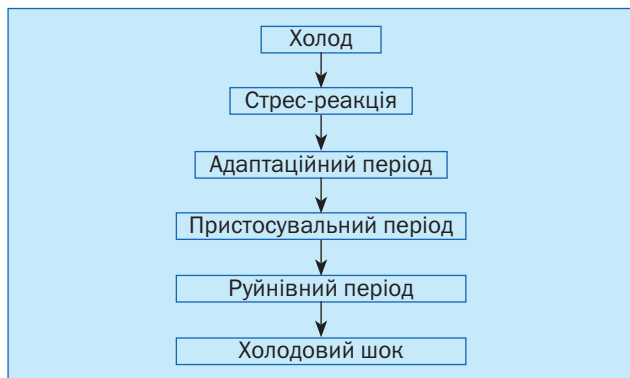 Холод
Стрес-реакція
Адаптаційний період
Пристосувальний період
Руйнівний період
Холодовий шок